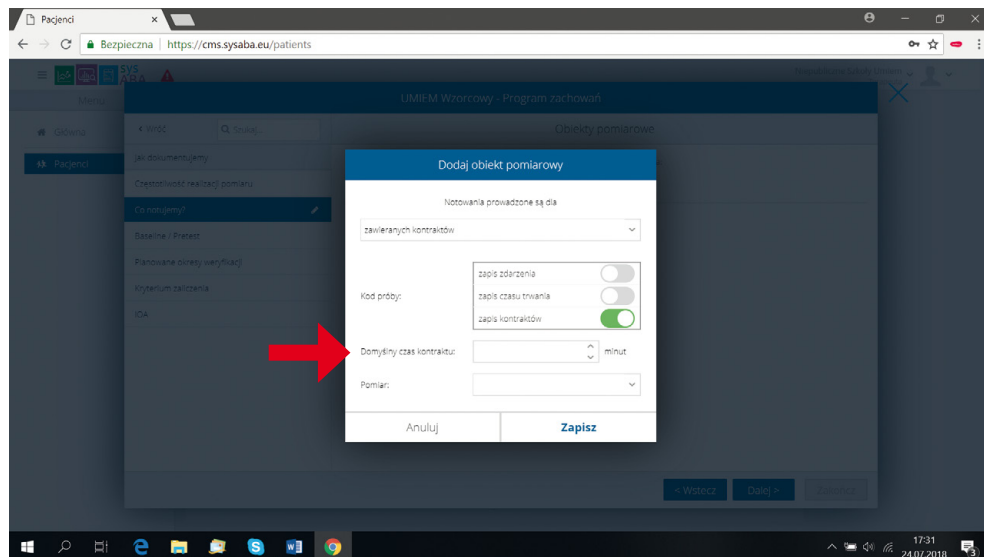 Pacjenci
Bezpieczna https://cms.sysaba.eu/patients
SYS
ABA
Menu
UMIEM Wzorcowy - Program zachowań
Główna
< Wróć
Szukaj...
Obiekty pomiarowe
Pacjenci
Jak dokumentujemy
Częstotliwość realizacji pomiaru
Co notujemy?
Baseline / Pretest
Planowane okresy weryfikacji
Kryterium zaliczenia
IOA
Dodaj obiekt pomiarowy
Notowania prowadzone są dla
zawieranych kontraktów
Kod próby:
zapis zdarzenia
zapis czasu trwania
zapis kontraktów
Domyślny czas kontraktu:
minut
Pomiar:
Anuluj
Zapisz
< Wstecz
Dalej >
Zakończ
17:31
24.07.2018